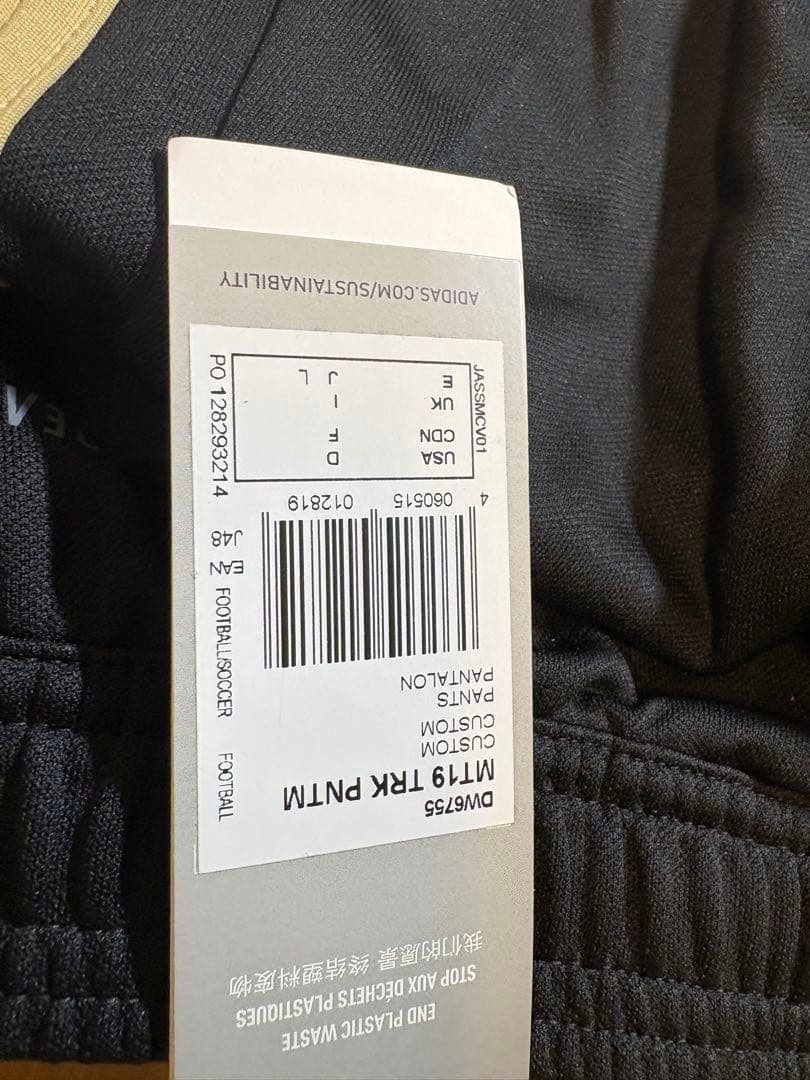 END PLASTIC WASTE
STOP AUX DÉCHETS PLASTIQUES
我们的愿景 终结塑料废物
DW6755
MT19 TRK PNTM
CUSTOM
CUSTOM
PANTS
PANTALON
4 060515 012819
USA D
CDN F
UK I
E J L
JASSMCV01
PO 128293214
J48
FOOTBALL/SOCCER FOOTBALL
ADIDAS.COM/SUSTAINABILITY